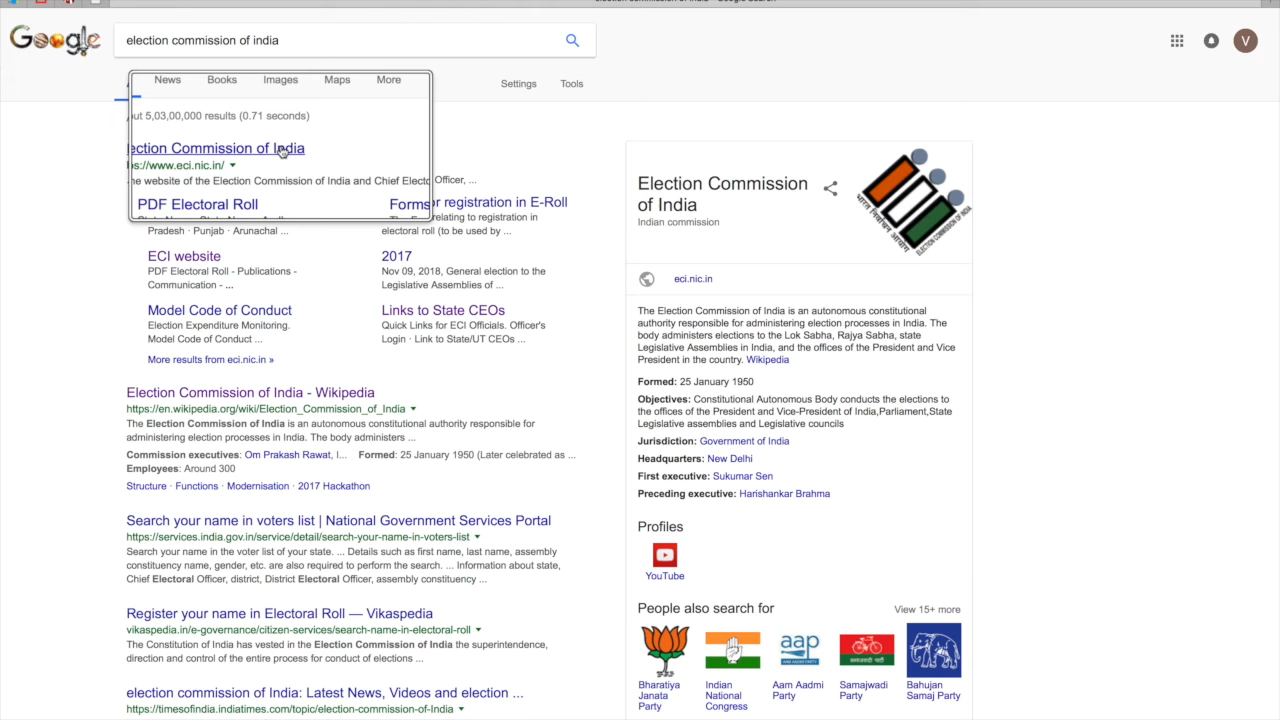 election commission of india - Google Search
Google
election commission of india
V
News Books Images Maps More
Settings Tools
ut 5,03,00,000 results (0.71 seconds)
ection Commission of India
ps://www.eci.nic.in/
he website of the Election Commission of India and Chief Electo Officer, ...
PDF Electoral Roll
Pradesh · Punjab · Arunachal ...
Forms or registration in E-Roll
relating to registration in
electoral roll (to be used by ...
ECI website
PDF Electoral Roll - Publications -
Communication - ...
2017
Nov 09, 2018, General election to the
Legislative Assemblies of ...
Model Code of Conduct
Election Expenditure Monitoring.
Model Code of Conduct ...
Links to State CEOs
Quick Links for ECI Officials. Officer's
Login · Link to State/UT CEOs ...
More results from eci.nic.in »
Election Commission of India - Wikipedia
https://en.wikipedia.org/wiki/Election_Commission_of_India
The Election Commission of India is an autonomous constitutional authority responsible for
administering election processes in India. The body administers ...
Commission executives: Om Prakash Rawat, I... Formed: 25 January 1950 (Later celebrated as ...
Employees: Around 300
Structure · Functions · Modernisation · 2017 Hackathon
Search your name in voters list | National Government Services Portal
https://services.india.gov.in/service/detail/search-your-name-in-voters-list
Search your name in the voter list of your state. ... Details such as first name, last name, assembly
constituency name, gender, etc. are also required to perform the search. ... Information about state,
Chief Electoral Officer, district, District Electoral Officer, assembly constituency ...
Register your name in Electoral Roll — Vikaspedia
vikaspedia.in/e-governance/citizen-services/search-name-in-electoral-roll
The Constitution of India has vested in the Election Commission of India the superintendence,
direction and control of the entire process for conduct of elections ...
election commission of India: Latest News, Videos and election ...
https://timesofindia.indiatimes.com/topic/election-commission-of-India
Election Commission
of India
Indian commission
भारत निर्वाचन आयोग
ELECTION COMMISSION OF INDIA
eci.nic.in
The Election Commission of India is an autonomous constitutional
authority responsible for administering election processes in India. The
body administers elections to the Lok Sabha, Rajya Sabha, state
Legislative Assemblies in India, and the offices of the President and Vice
President in the country. Wikipedia
Formed: 25 January 1950
Objectives: Constitutional Autonomous Body conducts the elections to
the offices of the President and Vice-President of India,Parliament,State
Legislative assemblies and Legislative councils
Jurisdiction: Government of India
Headquarters: New Delhi
First executive: Sukumar Sen
Preceding executive: Harishankar Brahma
Profiles
YouTube
People also search for
View 15+ more
aap
AAM AADMI PARTY
Bharatiya
Janata
Party
Indian
National
Congress
Aam Aadmi
Party
Samajwadi
Party
Bahujan
Samaj Party